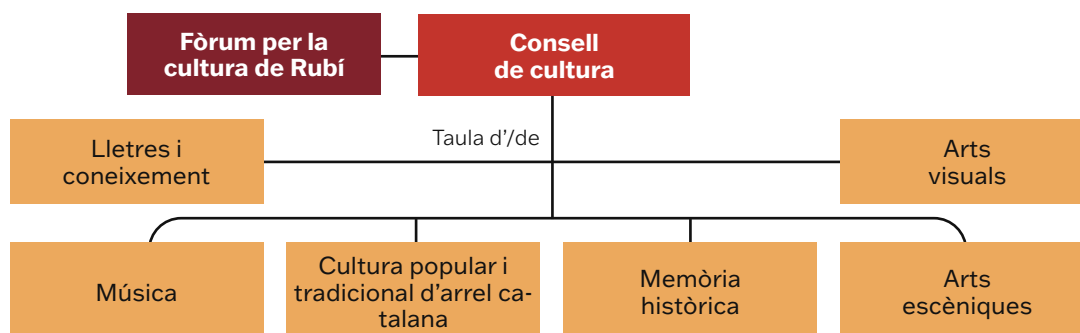 Fòrum per la
cultura de Rubí
Consell
de cultura
Taula d’/de
Lletres i
coneixement
Arts
visuals
Música
Cultura popular i
tradicional d’arrel ca-
talana
Memòria
històrica
Arts
escèniques